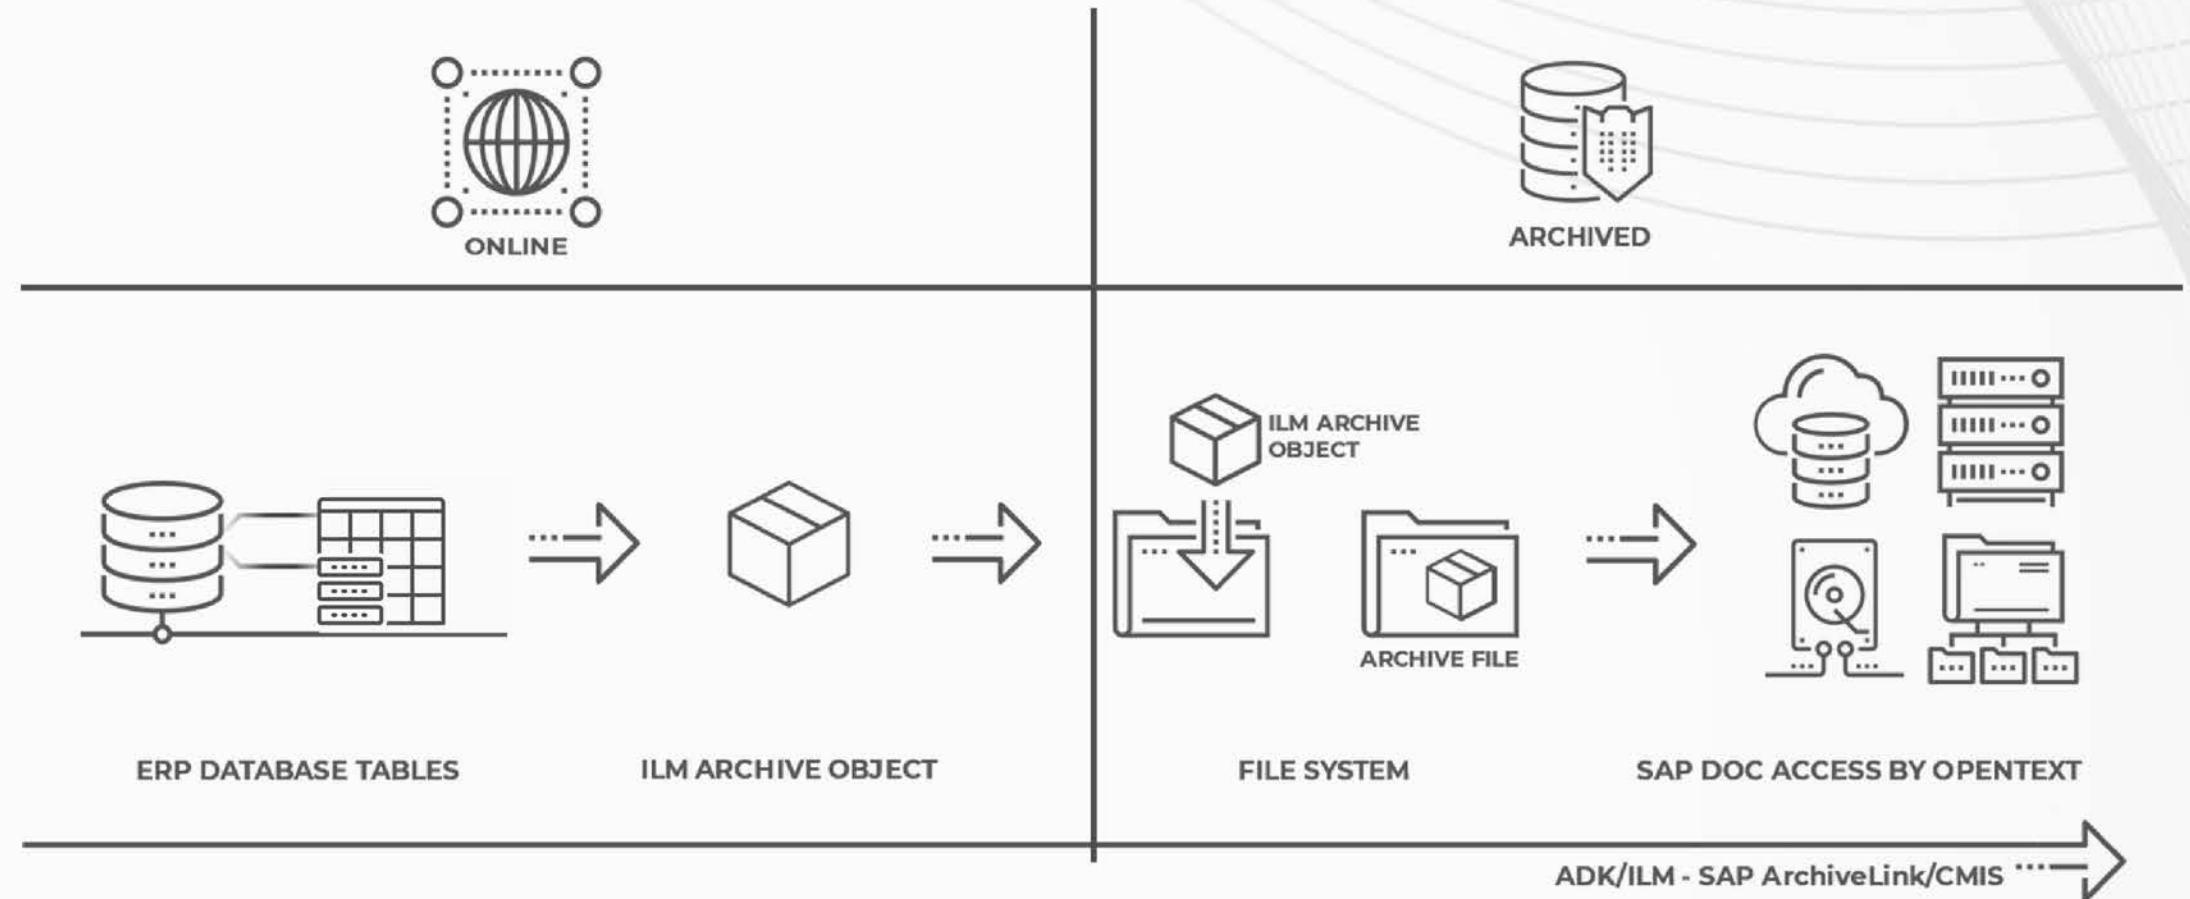 ONLINE
ARCHIVED
ILM ARCHIVE
OBJECT
ARCHIVE FILE
ERP DATABASE TABLES
ILM ARCHIVE OBJECT
FILE SYSTEM
SAP DOC ACCESS BY OPENTEXT
ADK/ILM - SAP ArchiveLink/CMIS